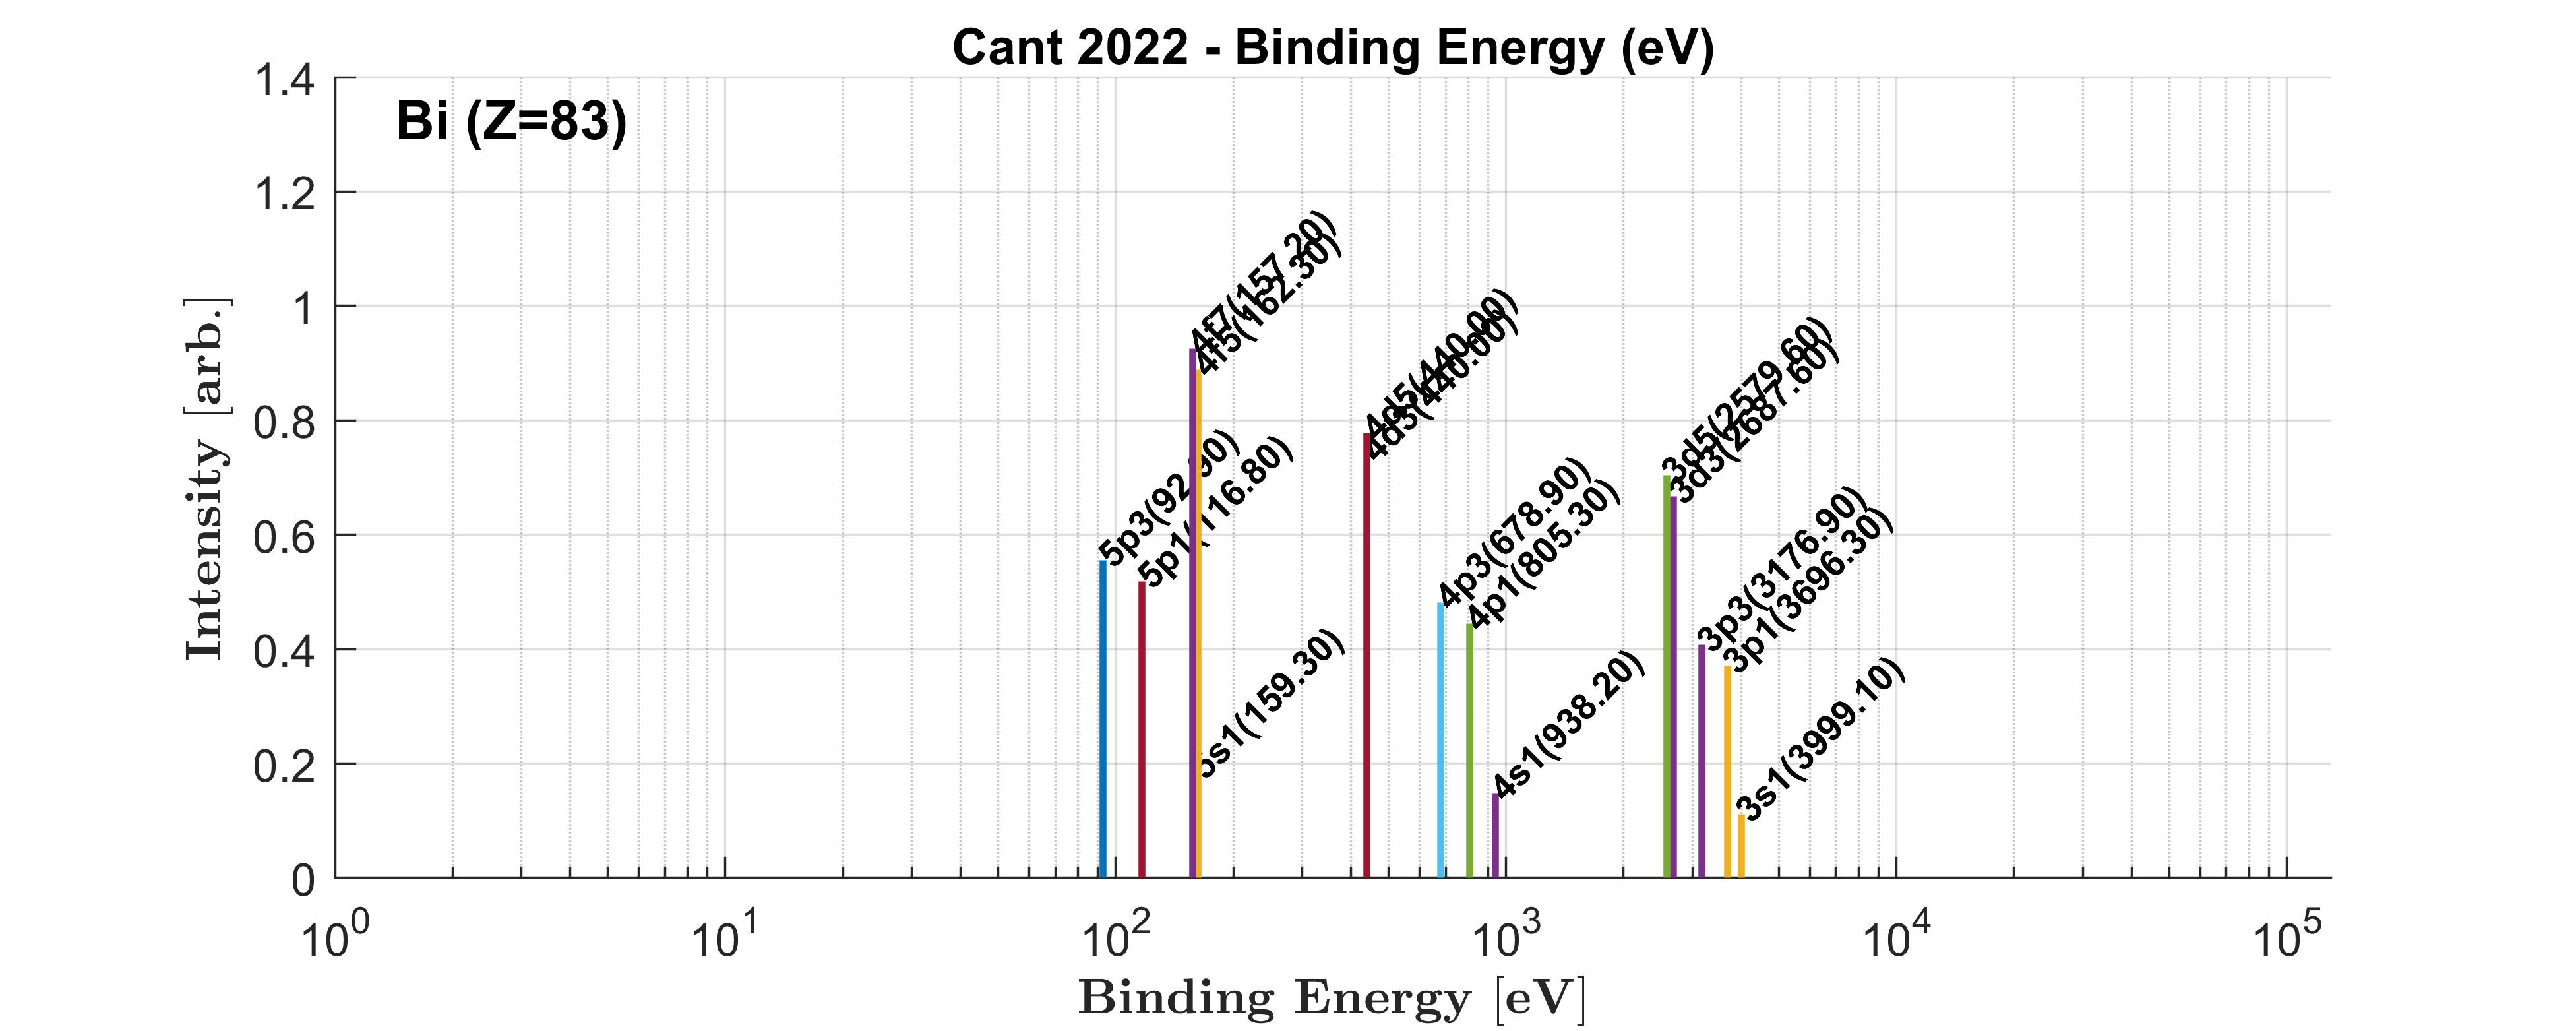 Cant 2022 - Binding Energy (eV)
Bi (Z=83)
1.4
1.2
1
0.8
0.6
0.4
0.2
0
Intensity [arb.]
4f7(157.20)
4f5(162.30)
4d5(440.00)
4d3(440.00)
3d5(2579.60)
3d3(2687.60)
5p3(92.90)
5p1(116.80)
4p3(678.90)
4p1(805.30)
3p3(3176.90)
3p1(3696.30)
5s1(159.30)
4s1(938.20)
3s1(3999.10)
10^0 10^1 10^2 10^3 10^4 10^5
Binding Energy [eV]